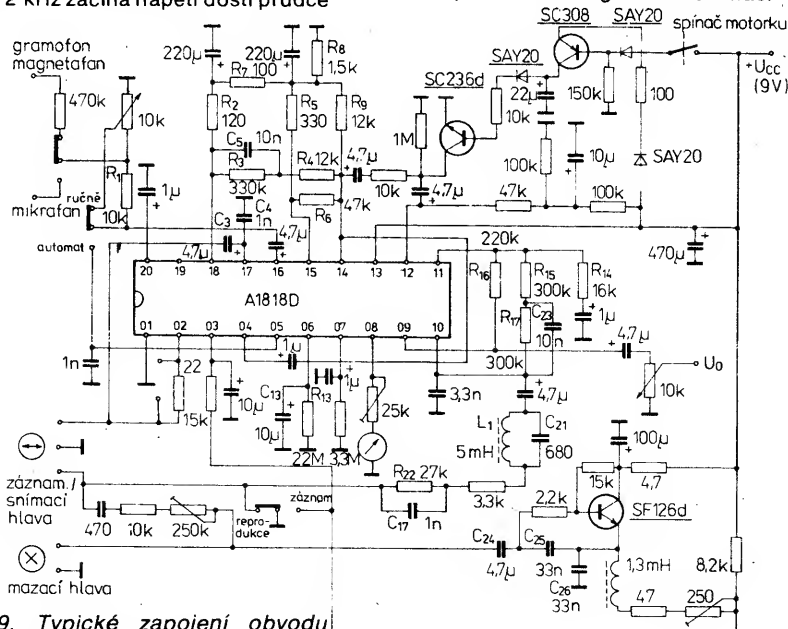 2 kříž začíná napětí dosti prudce
SC308 SAY20
spínač motorku
gramofon
magnetafan
220µ
220µ
R8
1,5k
SAY20
+UCC
(9V)
R7 100
SC236d
470k
10k
R2
120
R5
330
R9
12k
22µ
10k
150k
100
C5 10n
1M
R3
330k
R4 12k
4,7µ
100k
10µ
SAY20
1µ
R1
10k
ručně
mikrafan
10k
4,7µ
47k
100k
C4
1n
R6
47k
C3
4,7µ
4,7µ
automat
220k
470µ
20 19 18 17 16 15 14 13 12 11
R16
R15
300k
R14
16k
A1818D
R17
C23
10n
1µ
01 02 03 04 05 06 07 08 09 10
300k
4,7µ
1n
22
15k
10µ
1µ
C13
10µ
R13
1µ
22M
3,3M
25k
3,3n
4,7µ
U0
10k
L1
5mH
C21
680
100µ
záznam./
snímací
hlava
R22 27k
15k
4,7
470
10k
250k
repro-
dukce
záznam
C17
1n
3,3k
2,2k
SF126d
mazací hlava
C24
4,7µ
C25
33n
C26
33n
1,3mH
47
250
8,2k
9. Typické zapojení obvodu